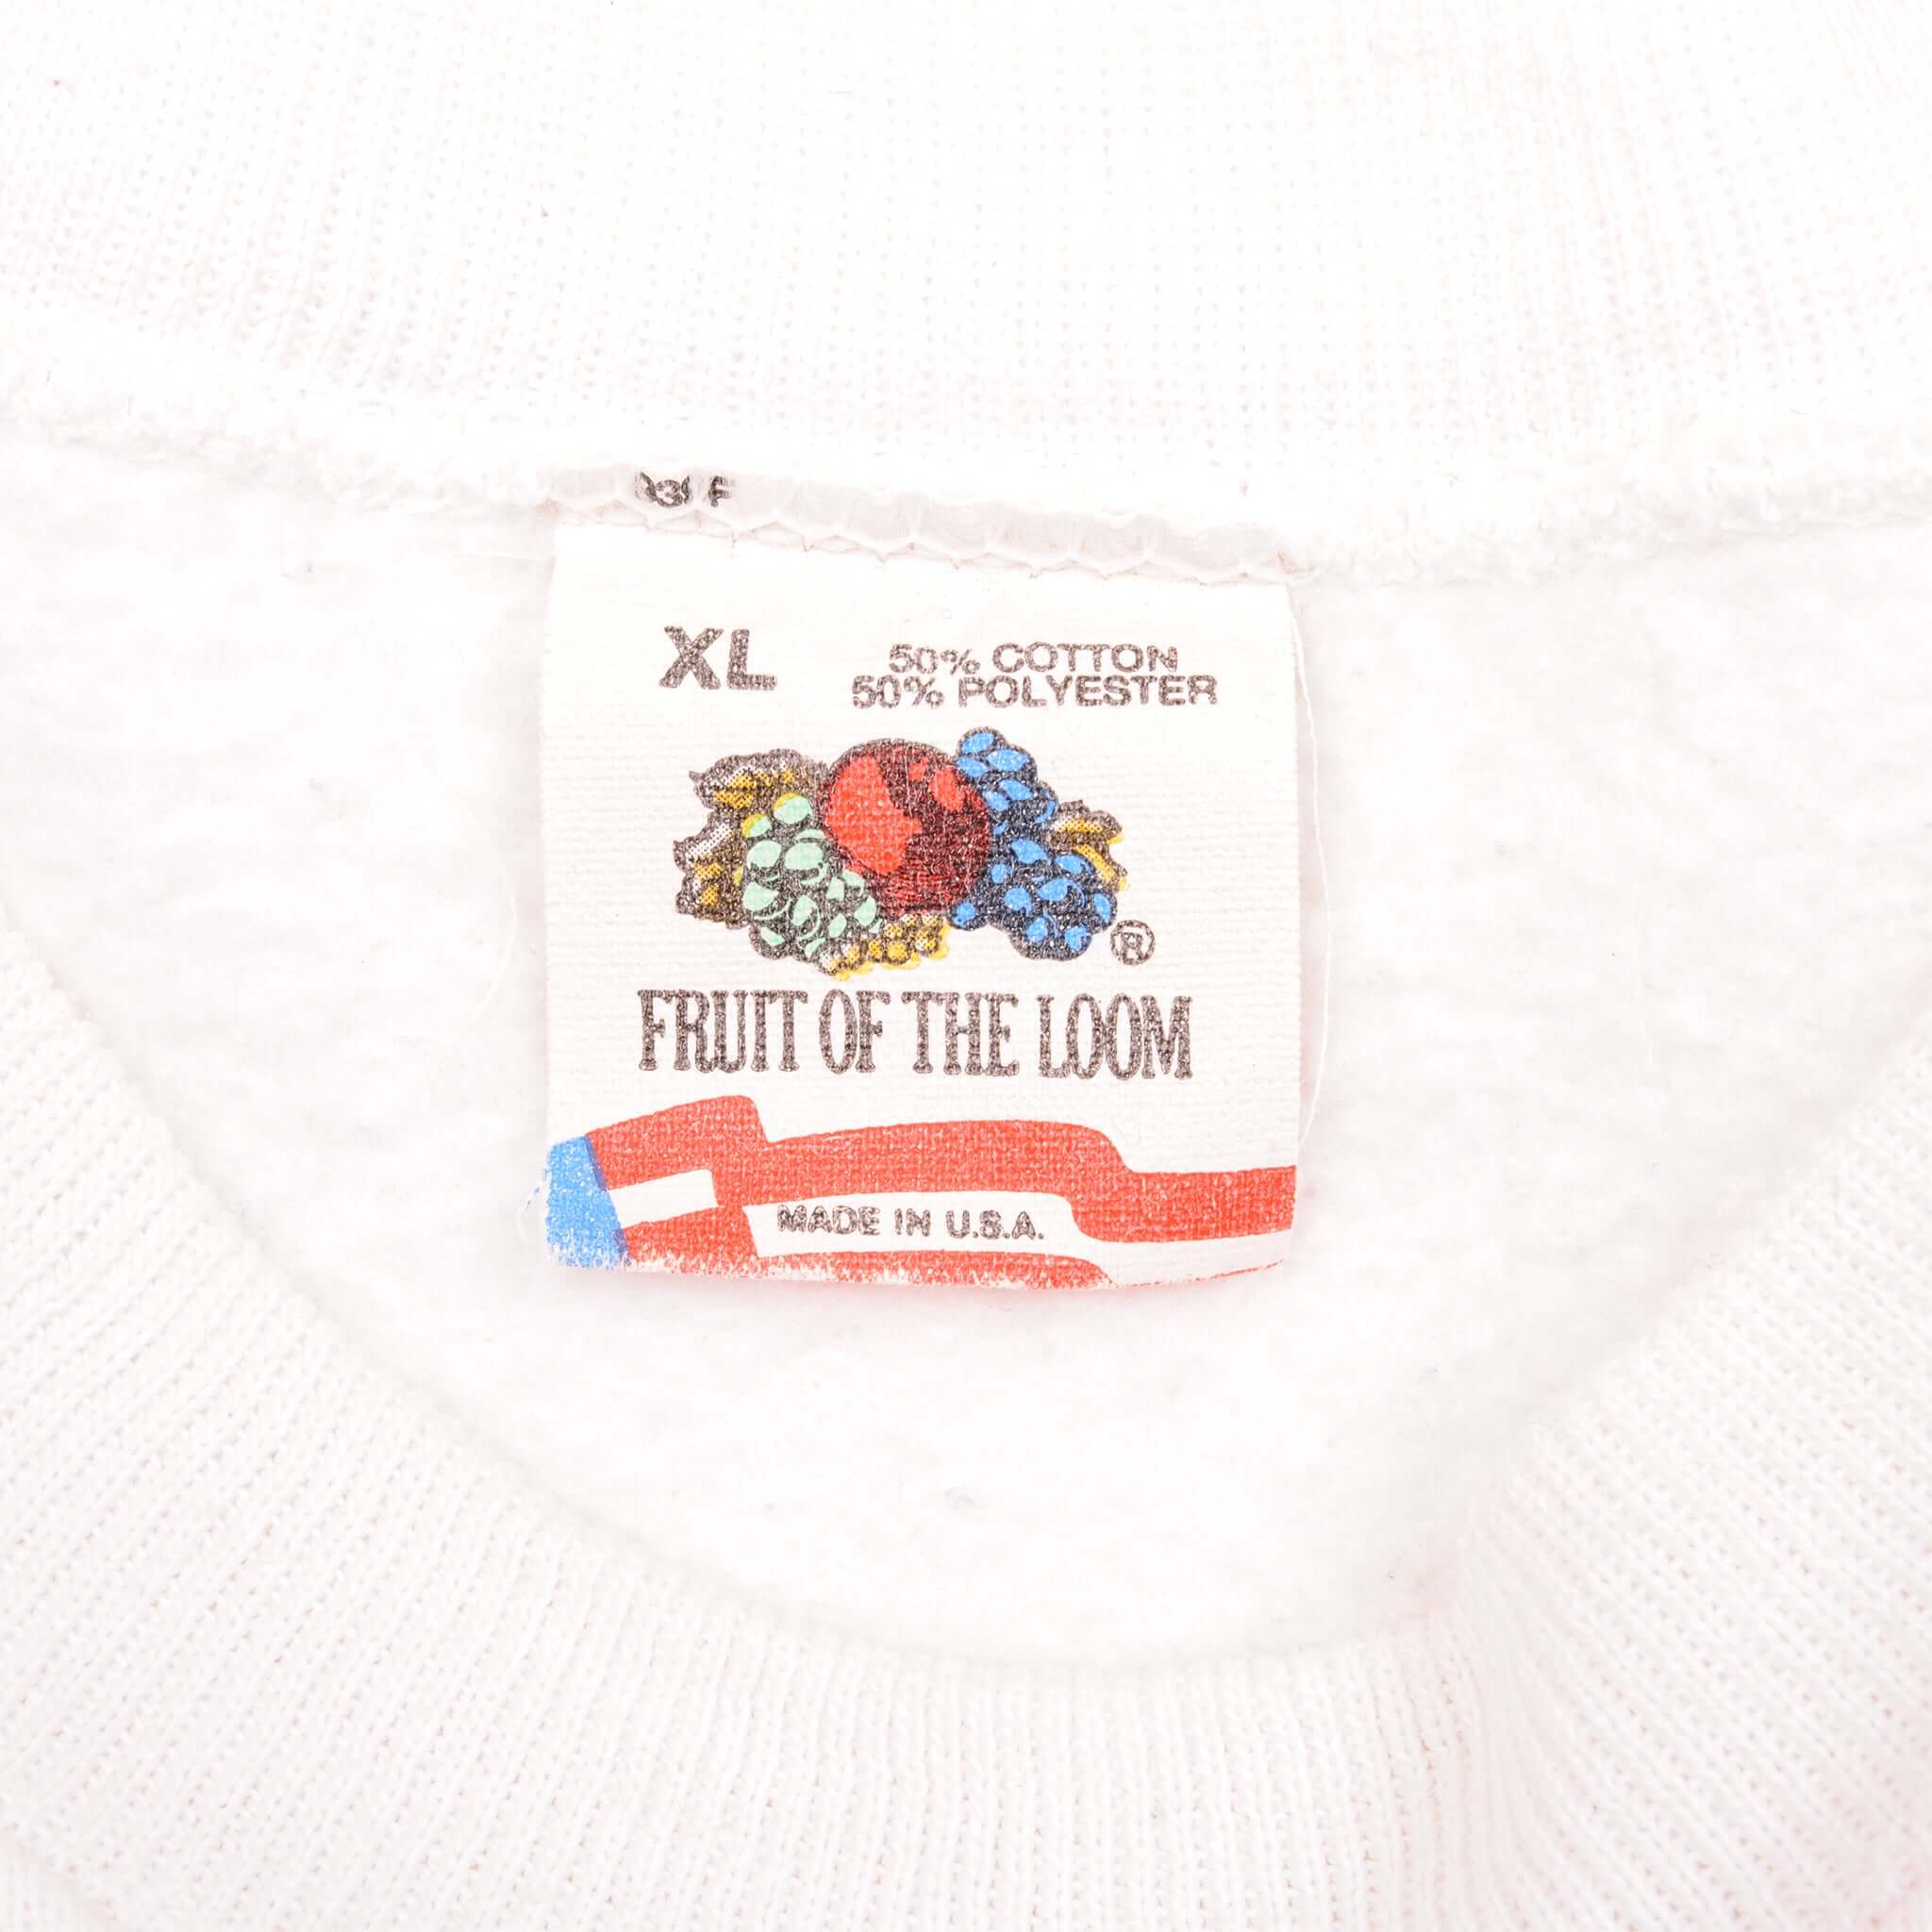 XL
50% COTTON
50% POLYESTER
®
FRUIT OF THE LOOM
MADE IN U.S.A.